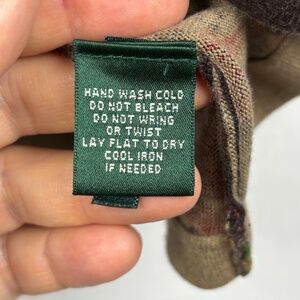 HAND WASH COLD
DO NOT BLEACH
DO NOT WRING
OR TWIST
LAY FLAT TO DRY
COOL IRON
IF NEEDED